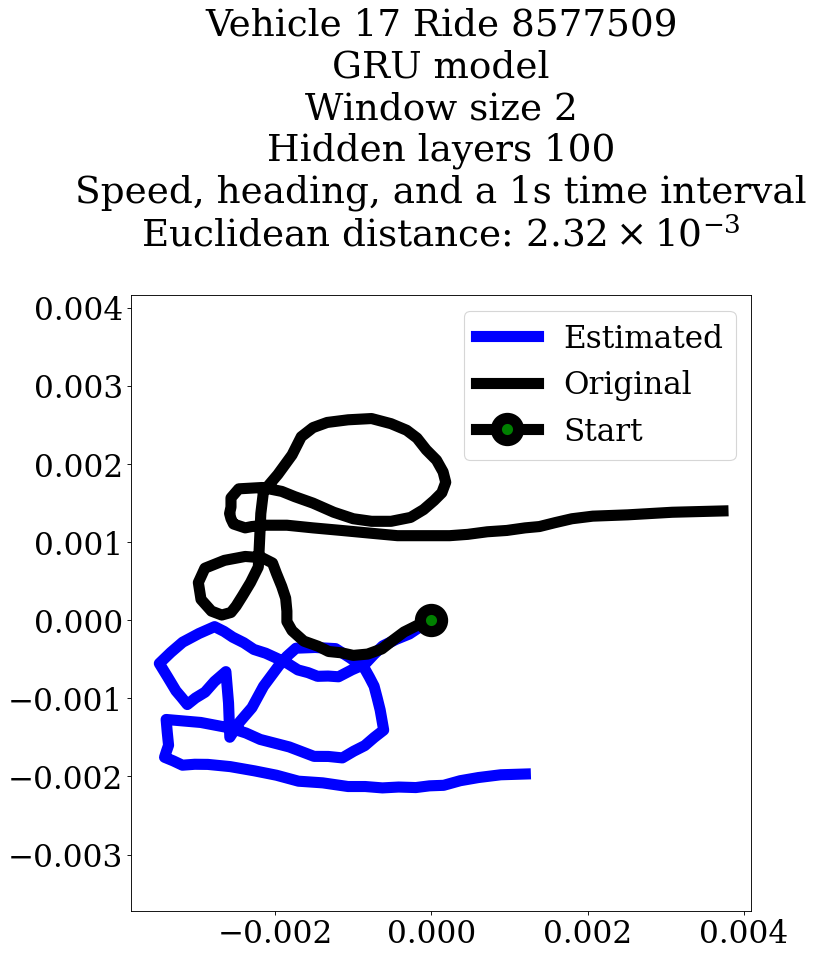 Vehicle 17 Ride 8577509
GRU model
Window size 2
Hidden layers 100
Speed, heading, and a 1s time interval
Euclidean distance: 2.32 × 10⁻³
Estimated
Original
Start
0.004
0.003
0.002
0.001
0.000
−0.001
−0.002
−0.003
−0.002 0.000 0.002 0.004